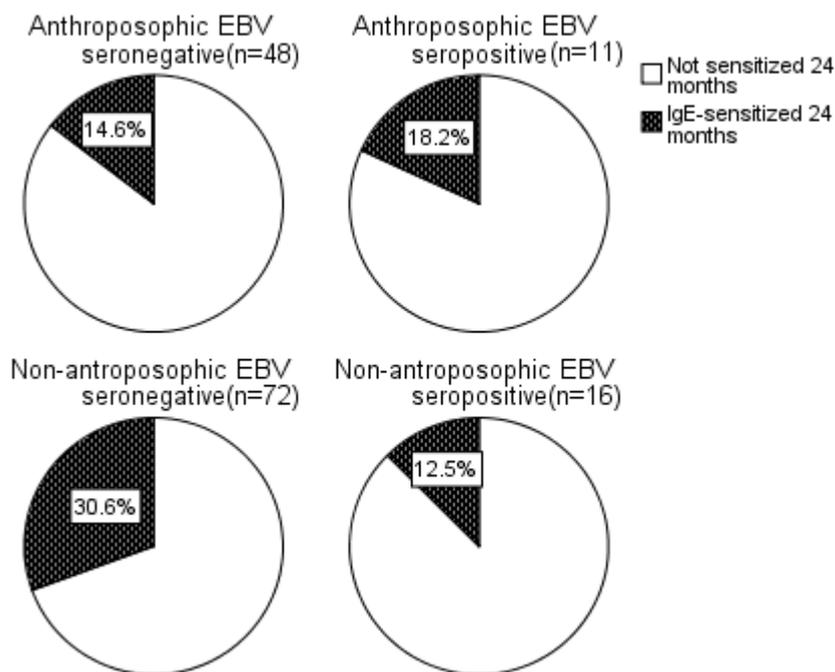 Anthroposophic EBV
seronegative(n=48)
14.6%
Anthroposophic EBV
seropositive(n=11)
18.2%
Not sensitized 24
months
IgE-sensitized 24
months
Non-antroposophic EBV
seronegative(n=72)
30.6%
Non-antroposophic EBV
seropositive(n=16)
12.5%